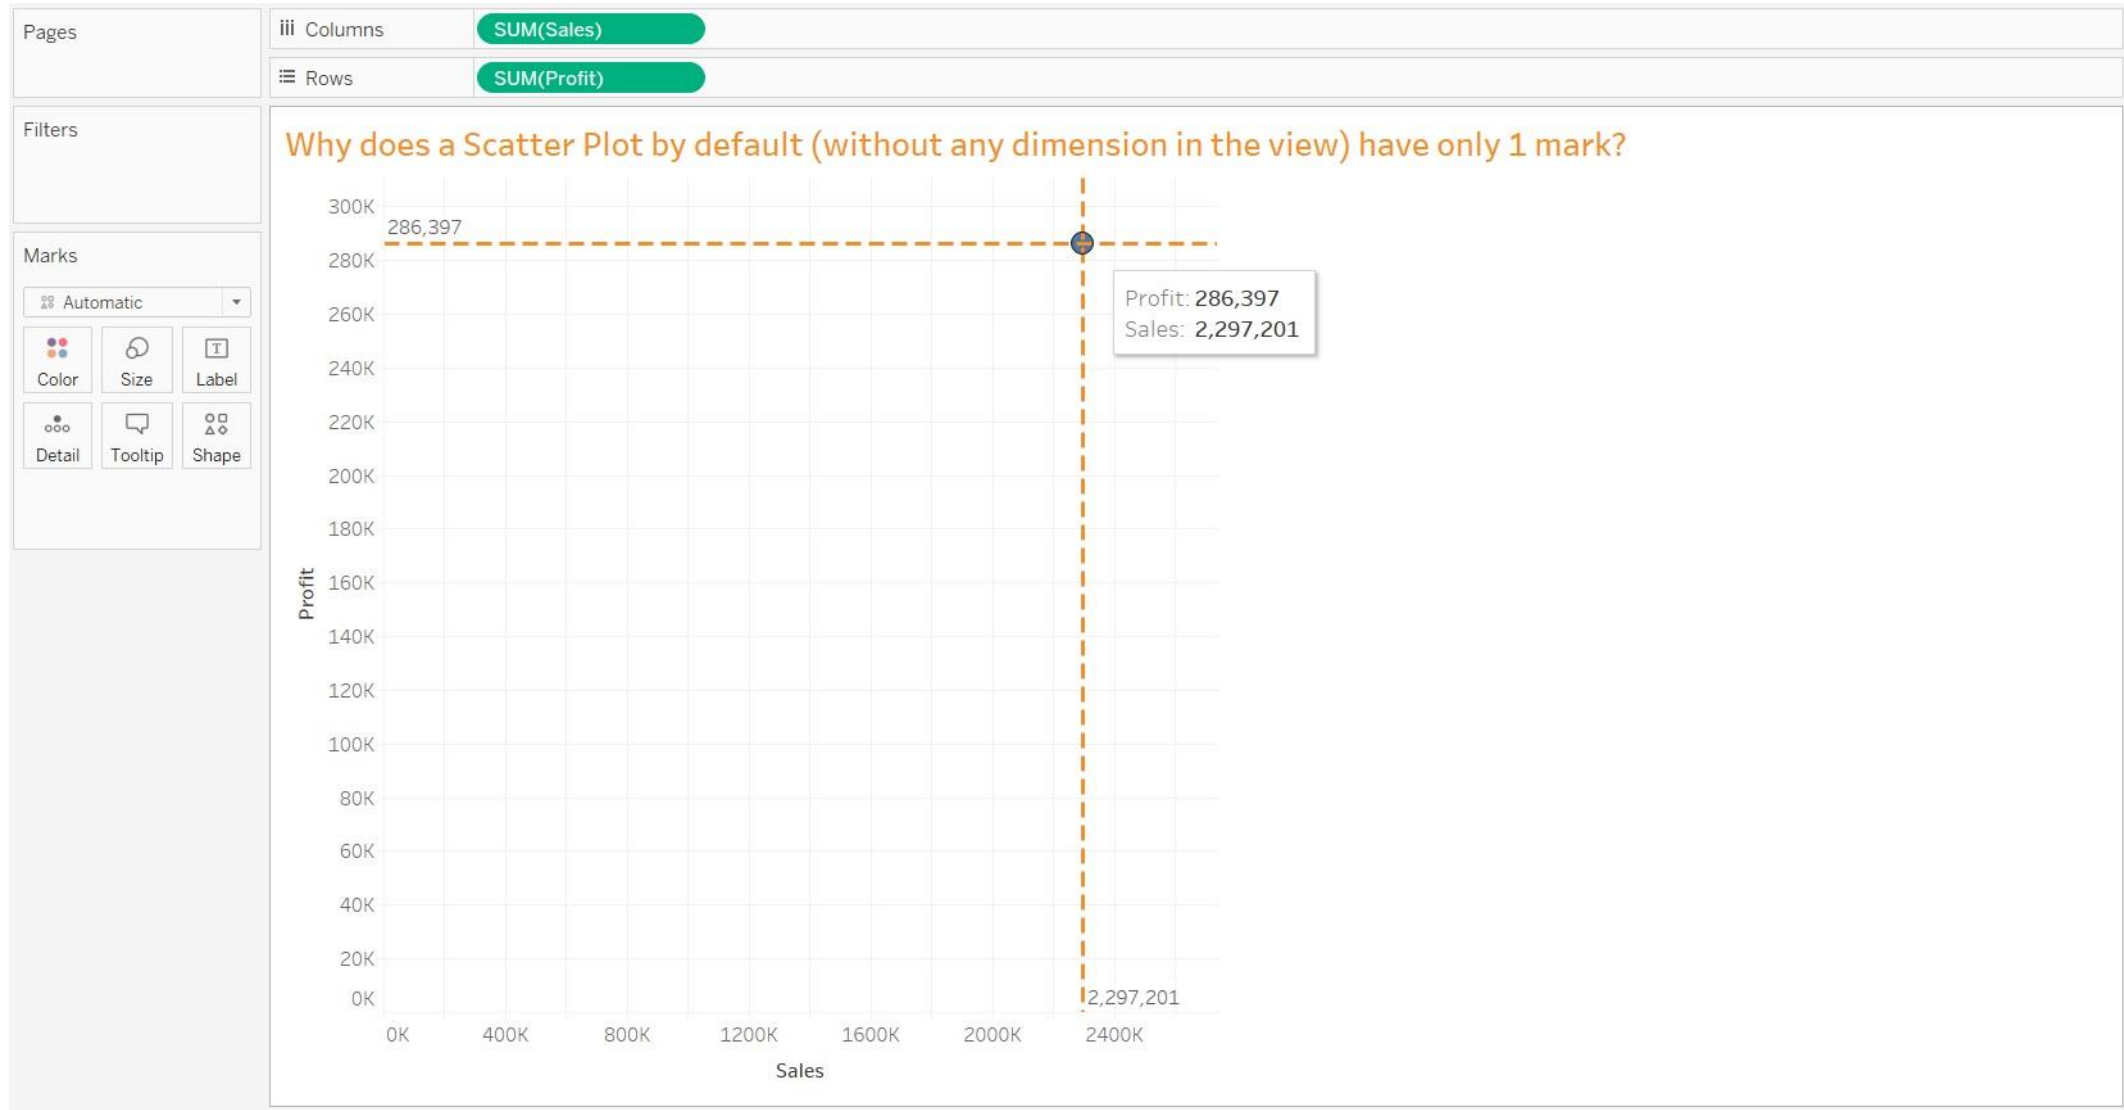 Pages
Columns
SUM(Sales)
Rows
SUM(Profit)
Filters
Marks
Automatic
Color
Size
T
Label
Detail
Tooltip
Shape
Why does a Scatter Plot by default (without any dimension in the view) have only 1 mark?
300K
286,397
280K
Profit: 286,397
Sales: 2,297,201
260K
240K
220K
200K
180K
160K
Profit
140K
120K
100K
80K
60K
40K
20K
0K
2,297,201
0K 400K 800K 1200K 1600K 2000K 2400K
Sales